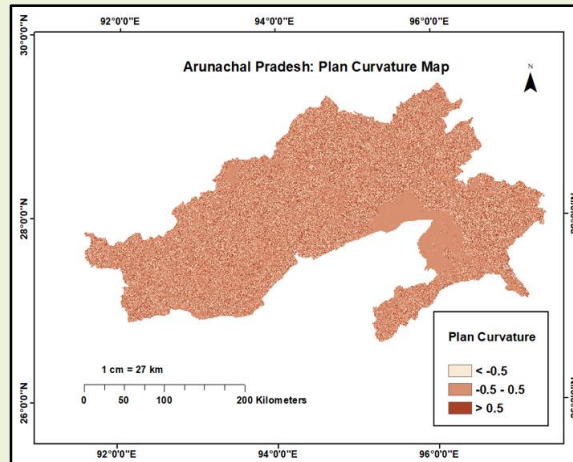 92°0'0"E 94°0'0"E 96°0'0"E
30°0'0"N
Arunachal Pradesh: Plan Curvature Map
N
28°0'0"N
Plan Curvature
< -0.5
-0.5 - 0.5
> 0.5
1 cm = 27 km
0 25 50 100 150 200 Kilometers
26°0'0"N
92°0'0"E 94°0'0"E 96°0'0"E